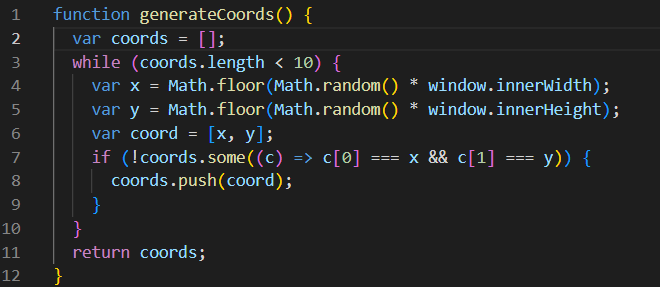 1 function generateCoords() {
2   var coords = [];
3   while (coords.length < 10) {
4     var x = Math.floor(Math.random() * window.innerWidth);
5     var y = Math.floor(Math.random() * window.innerHeight);
6     var coord = [x, y];
7     if (!coords.some((c) => c[0] === x && c[1] === y)) {
8       coords.push(coord);
9     }
10   }
11   return coords;
12 }